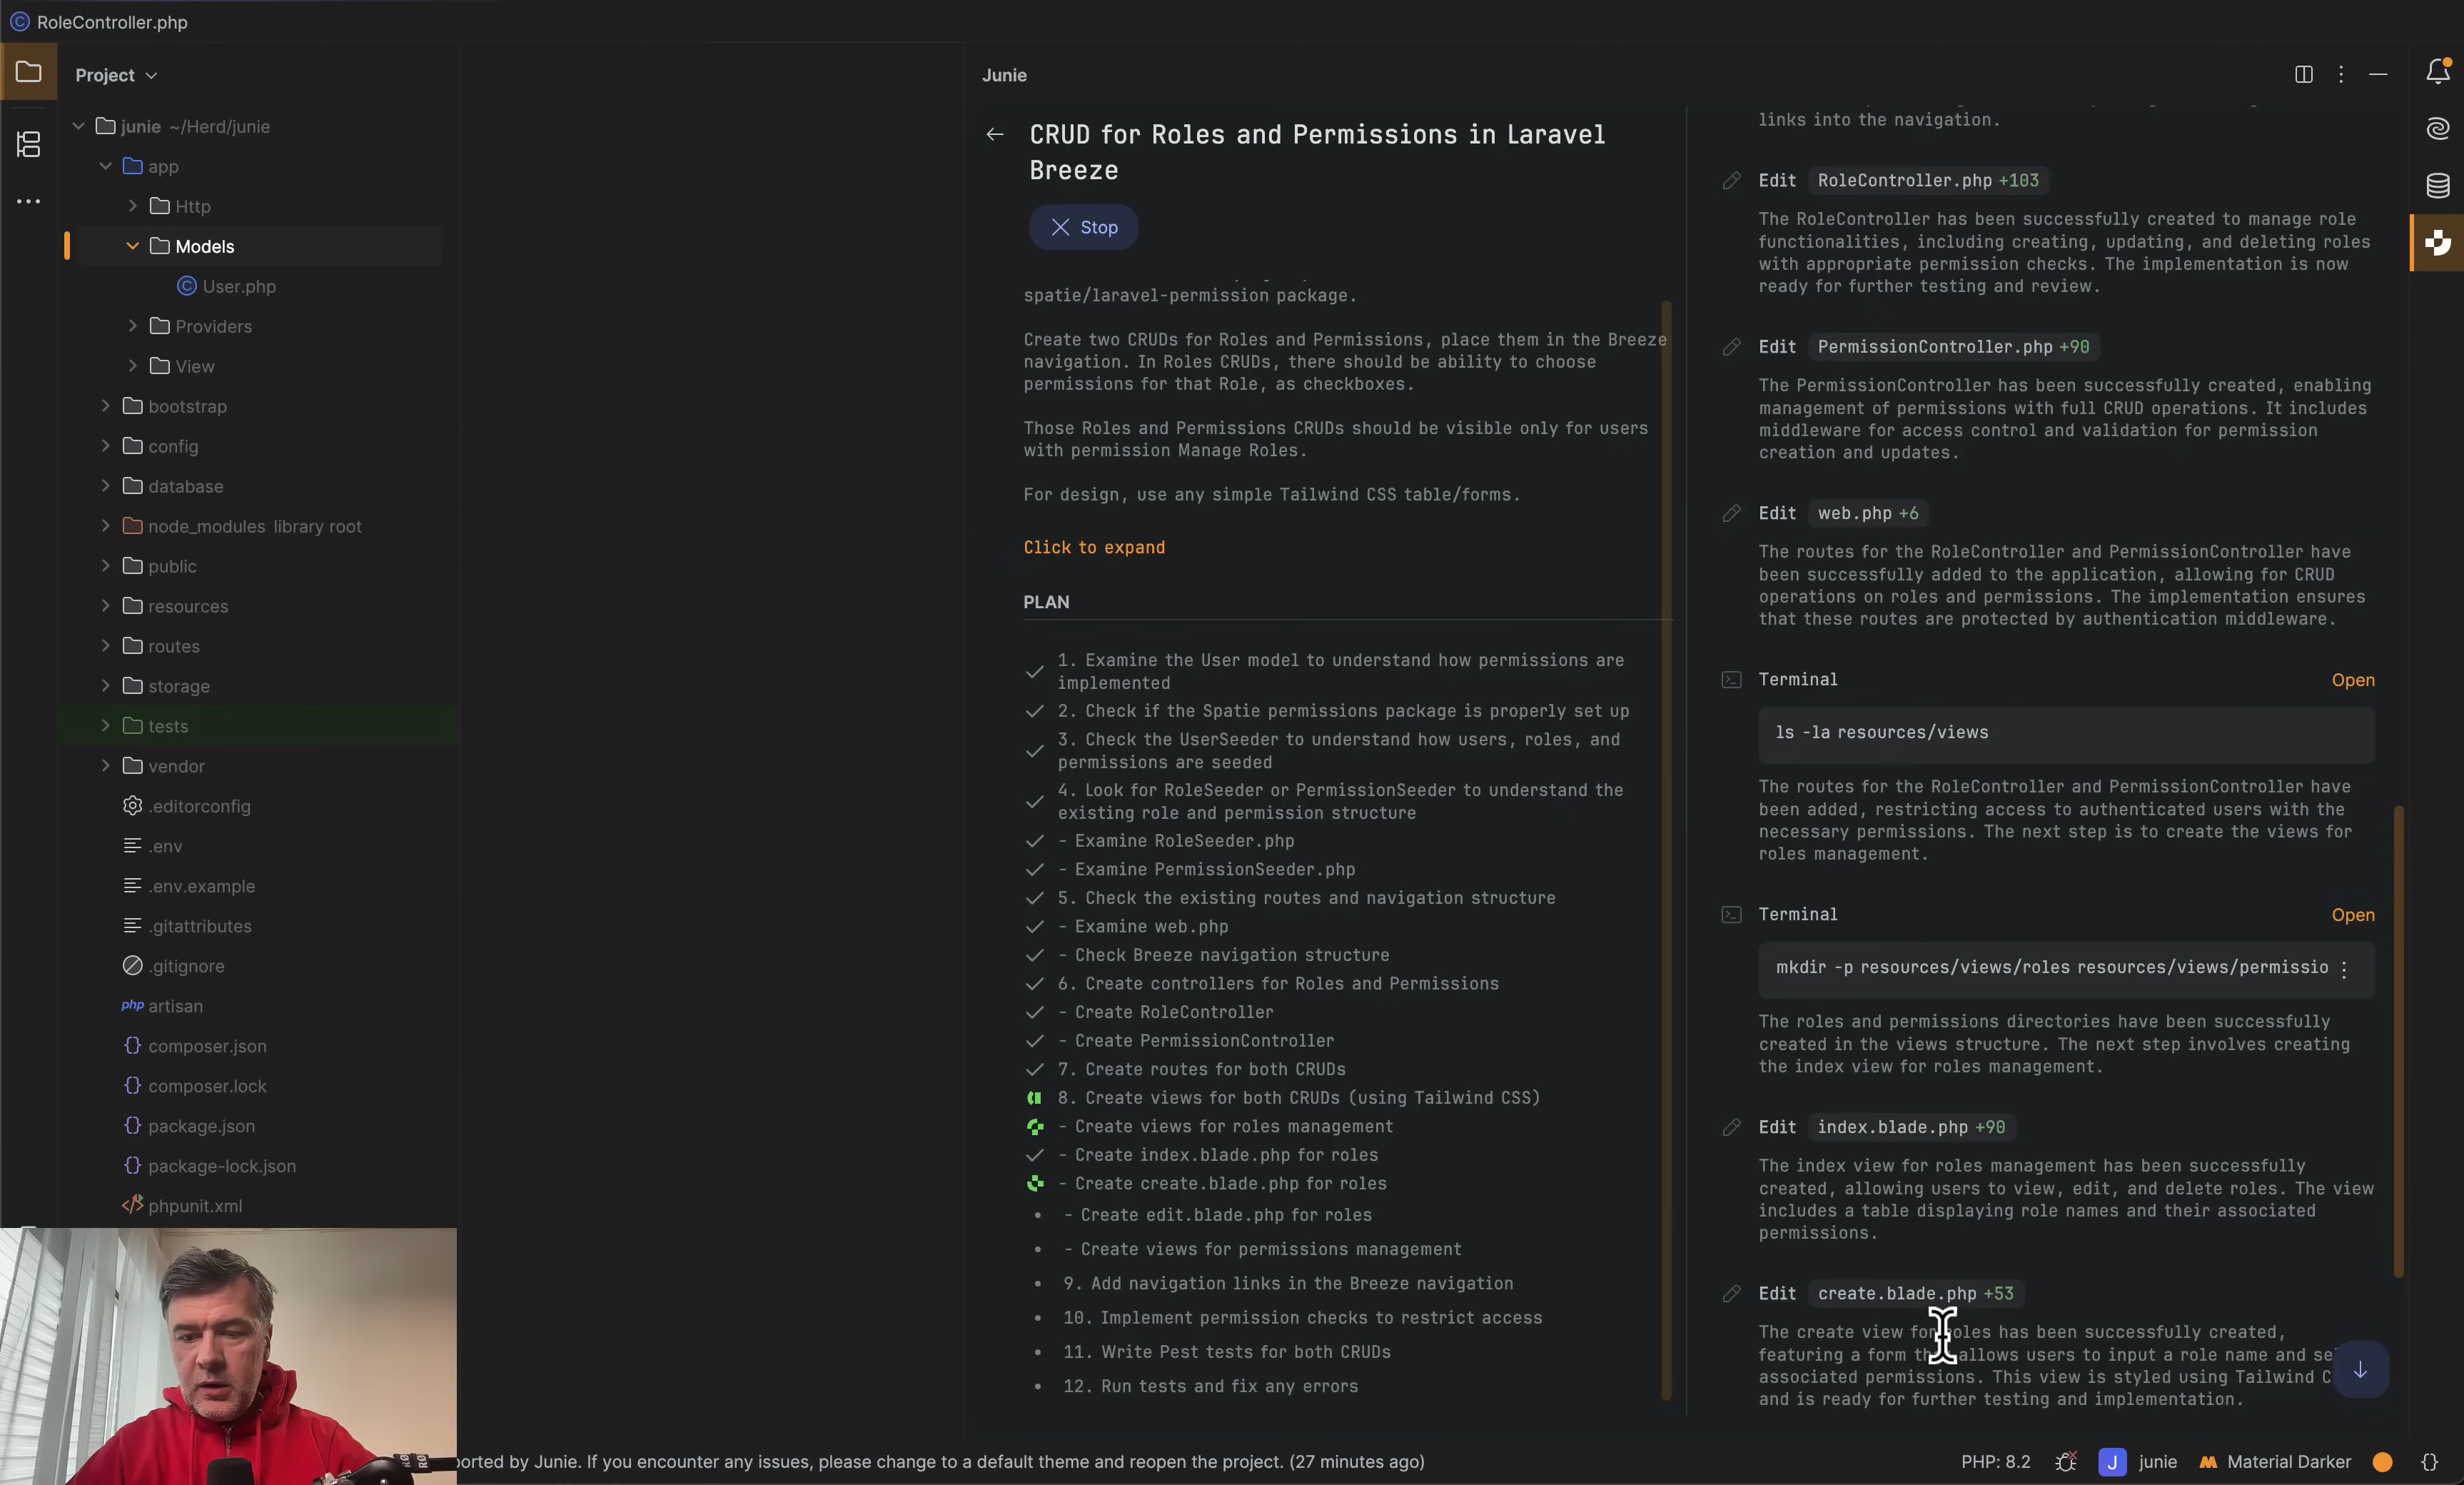 RoleController.php
Project
junie ~/Herd/junie
app
Http
Models
User.php
Providers
View
bootstrap
config
database
node_modules library root
public
resources
routes
storage
tests
vendor
.editorconfig
.env
.env.example
.gitattributes
.gitignore
php artisan
composer.json
composer.lock
package.json
package-lock.json
phpunit.xml
Junie
CRUD for Roles and Permissions in Laravel
Breeze
Stop
spatie/laravel-permission package.
Create two CRUDs for Roles and Permissions, place them in the Breeze
navigation. In Roles CRUDs, there should be ability to choose
permissions for that Role, as checkboxes.
Those Roles and Permissions CRUDs should be visible only for users
with permission Manage Roles.
For design, use any simple Tailwind CSS table/forms.
Click to expand
PLAN
1. Examine the User model to understand how permissions are
implemented
2. Check if the Spatie permissions package is properly set up
3. Check the UserSeeder to understand how users, roles, and
permissions are seeded
4. Look for RoleSeeder or PermissionSeeder to understand the
existing role and permission structure
- Examine RoleSeeder.php
- Examine PermissionSeeder.php
5. Check the existing routes and navigation structure
- Examine web.php
- Check Breeze navigation structure
6. Create controllers for Roles and Permissions
- Create RoleController
- Create PermissionController
7. Create routes for both CRUDs
8. Create views for both CRUDs (using Tailwind CSS)
- Create views for roles management
- Create index.blade.php for roles
- Create create.blade.php for roles
• - Create edit.blade.php for roles
• - Create views for permissions management
• 9. Add navigation links in the Breeze navigation
• 10. Implement permission checks to restrict access
• 11. Write Pest tests for both CRUDs
• 12. Run tests and fix any errors
links into the navigation.
Edit RoleController.php +103
The RoleController has been successfully created to manage role
functionalities, including creating, updating, and deleting roles
with appropriate permission checks. The implementation is now
ready for further testing and review.
Edit PermissionController.php +90
The PermissionController has been successfully created, enabling
management of permissions with full CRUD operations. It includes
middleware for access control and validation for permission
creation and updates.
Edit web.php +6
The routes for the RoleController and PermissionController have
been successfully added to the application, allowing for CRUD
operations on roles and permissions. The implementation ensures
that these routes are protected by authentication middleware.
Terminal Open
ls -la resources/views
The routes for the RoleController and PermissionController have
been added, restricting access to authenticated users with the
necessary permissions. The next step is to create the views for
roles management.
Terminal Open
mkdir -p resources/views/roles resources/views/permissio
The roles and permissions directories have been successfully
created in the views structure. The next step involves creating
the index view for roles management.
Edit index.blade.php +90
The index view for roles management has been successfully
created, allowing users to view, edit, and delete roles. The view
includes a table displaying role names and their associated
permissions.
Edit create.blade.php +53
The create view for roles has been successfully created,
featuring a form that allows users to input a role name and se
associated permissions. This view is styled using Tailwind C
and is ready for further testing and implementation.
orted by Junie. If you encounter any issues, please change to a default theme and reopen the project. (27 minutes ago)
PHP: 8.2 J junie Material Darker